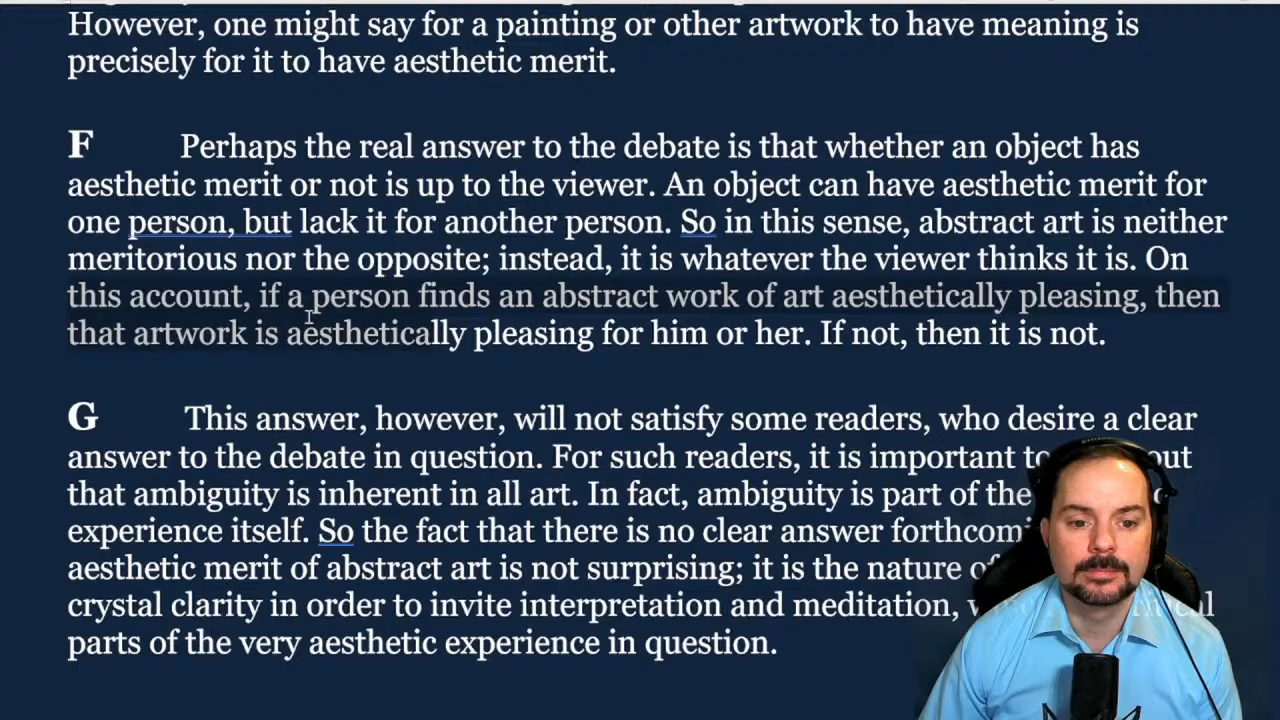 However, one might say for a painting or other artwork to have meaning is
precisely for it to have aesthetic merit.
F Perhaps the real answer to the debate is that whether an object has
aesthetic merit or not is up to the viewer. An object can have aesthetic merit for
one person, but lack it for another person. So in this sense, abstract art is neither
meritorious nor the opposite; instead, it is whatever the viewer thinks it is. On
this account, if a person finds an abstract work of art aesthetically pleasing, then
that artwork is aesthetically pleasing for him or her. If not, then it is not.
G This answer, however, will not satisfy some readers, who desire a clear
answer to the debate in question. For such readers, it is important to
that ambiguity is inherent in all art. In fact, ambiguity is part of the
experience itself. So the fact that there is no clear answer
aesthetic merit of abstract art is not surprising; it is the nature
crystal clarity in order to invite interpretation and meditation,
parts of the very aesthetic experience in question.